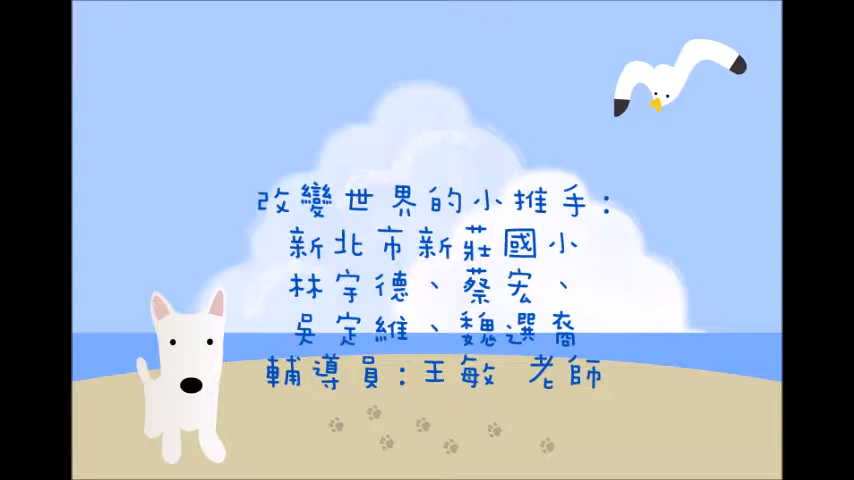 改變世界的小推手:
新北市新莊國小
林宇德、蔡宏、
吳定維、魏選裔
輔導員:王敏 老師